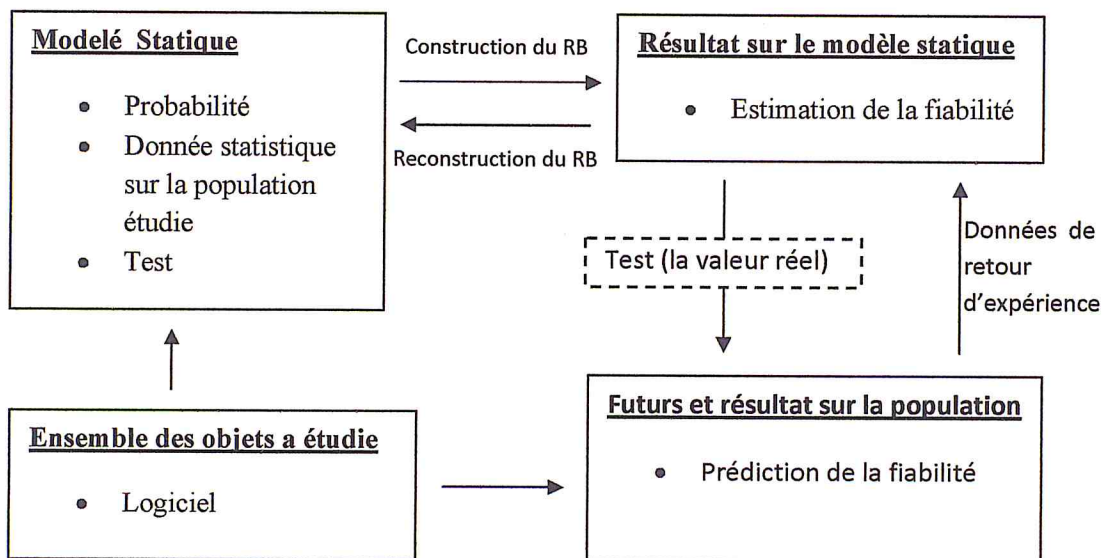 Modelé Statique
• Probabilité
• Donnée statistique
sur la population
étudie
• Test
Construction du RB
Reconstruction du RB
Résultat sur le modèle statique
• Estimation de la fiabilité
Test (la valeur réel)
Données de
retour
d'expérience
Ensemble des objets a étudie
• Logiciel
Futurs et résultat sur la population
• Prédiction de la fiabilité